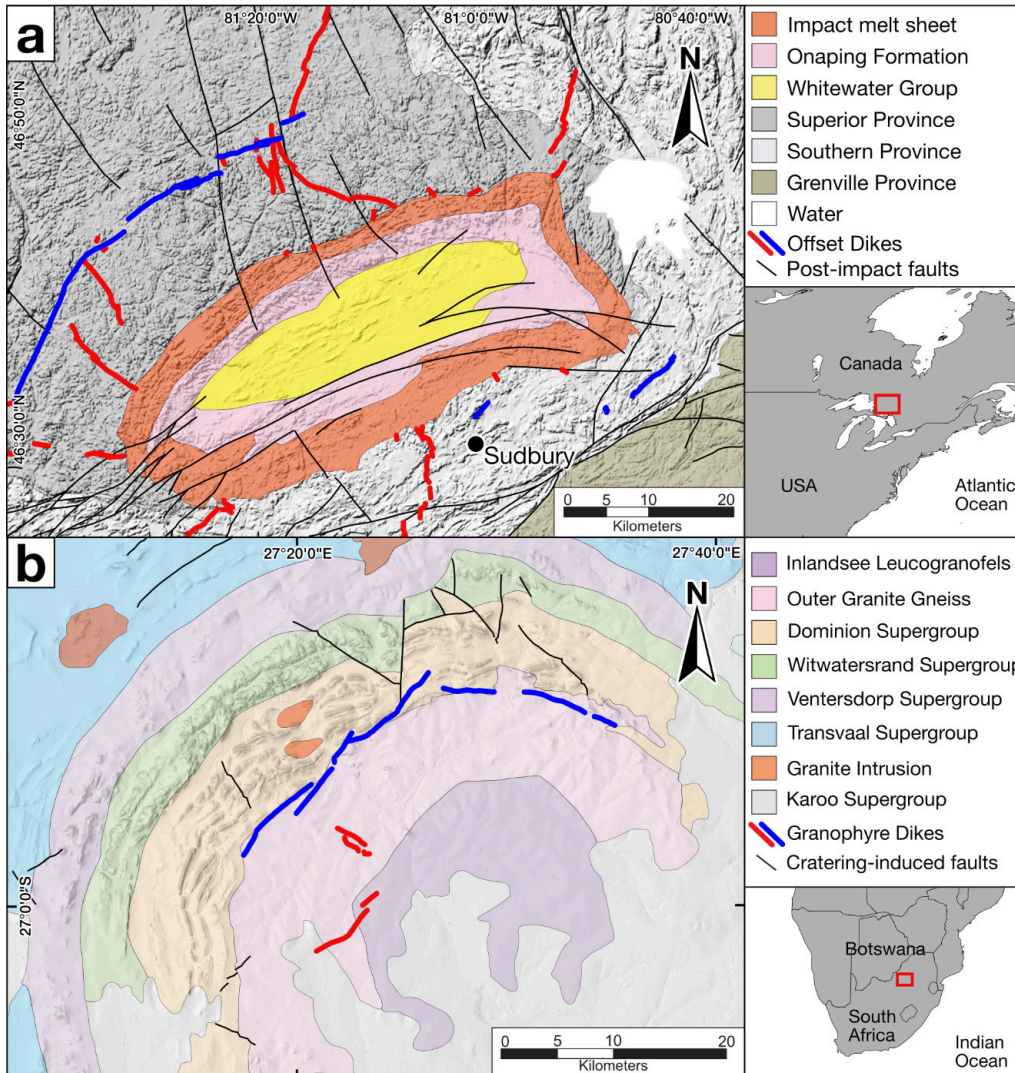 a
81°20'0"W
81°0'0"W
80°40'0"W
46°50'0"N
46°30'0"N
N
Sudbury
0 5 10 20
Kilometers
Impact melt sheet
Onaping Formation
Whitewater Group
Superior Province
Southern Province
Grenville Province
Water
Offset Dikes
Post-impact faults
Canada
USA
Atlantic
Ocean
b
27°20'0"E
27°40'0"E
27°0'0"S
N
0 5 10 20
Kilometers
Inlandsee Leucogranofels
Outer Granite Gneiss
Dominion Supergroup
Witwatersrand Supergroup
Ventersdorp Supergroup
Transvaal Supergroup
Granite Intrusion
Karoo Supergroup
Granophyre Dikes
Cratering-induced faults
Botswana
South
Africa
Indian
Ocean